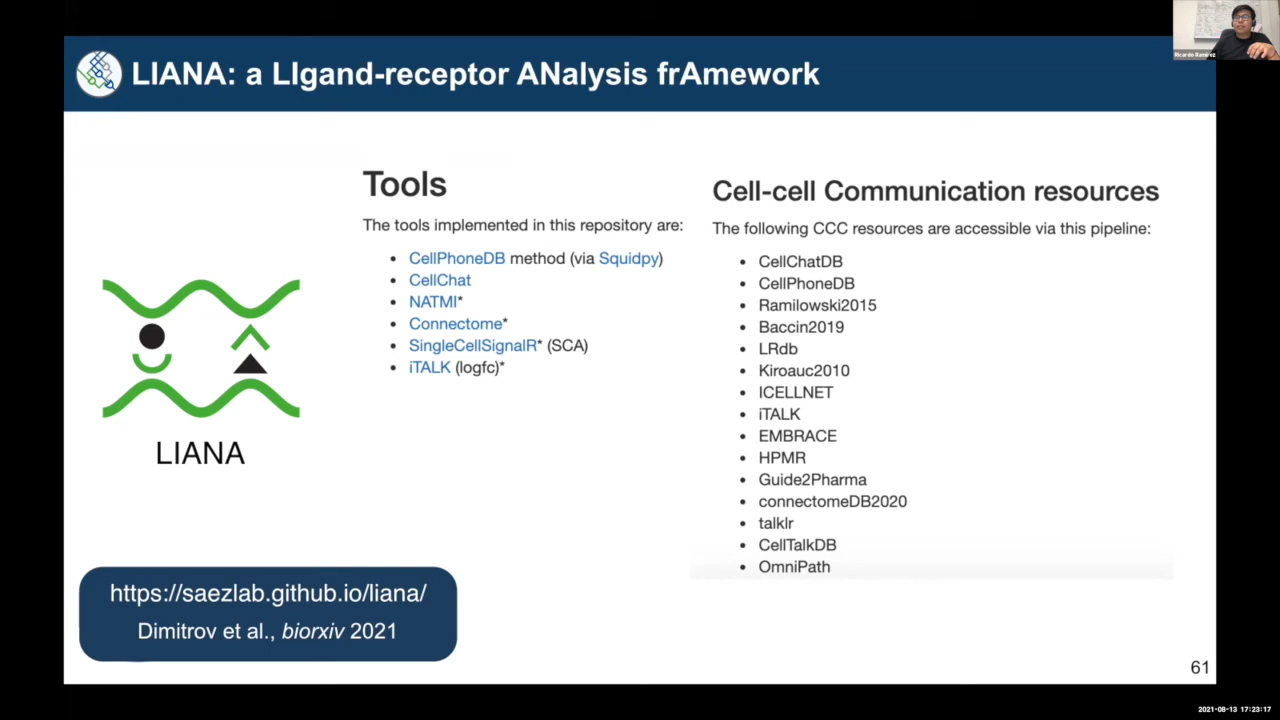 LIANA: a LIgand-receptor ANalysis frAmework
Ricardo Ramirez
Tools
The tools implemented in this repository are:
• CellPhoneDB method (via Squidpy)
• CellChat
• NATMI*
• Connectome*
• SingleCellSignalR* (SCA)
• iTALK (logfc)*
Cell-cell Communication resources
The following CCC resources are accessible via this pipeline:
• CellChatDB
• CellPhoneDB
• Ramilowski2015
• Baccin2019
• LRdb
• Kiroauc2010
• ICELLNET
• iTALK
• EMBRACE
• HPMR
• Guide2Pharma
• connectomeDB2020
• talklr
• CellTalkDB
• OmniPath
LIANA
https://saezlab.github.io/liana/
Dimitrov et al., biorxiv 2021
61
2021-08-13 17:23:17